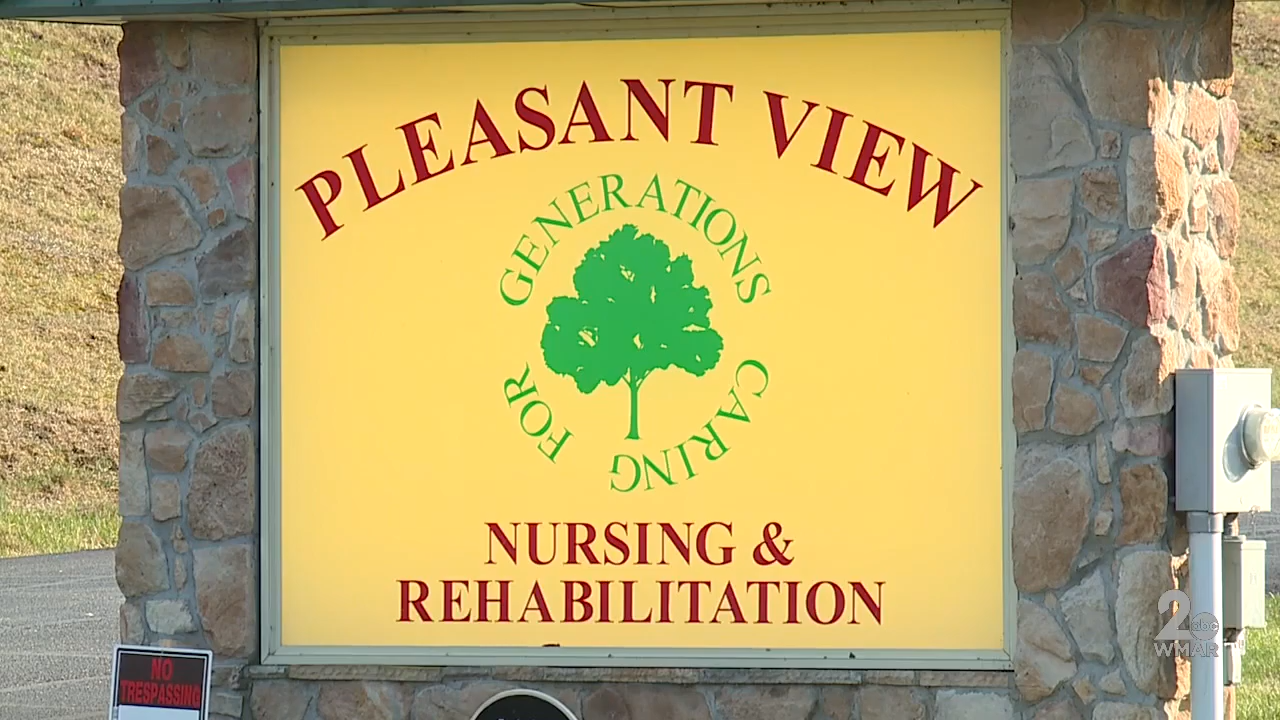 PLEASANT VIEW
CARING FOR GENERATIONS
NURSING &
REHABILITATION
NO
TRESPASSING
2 abc
WMAR